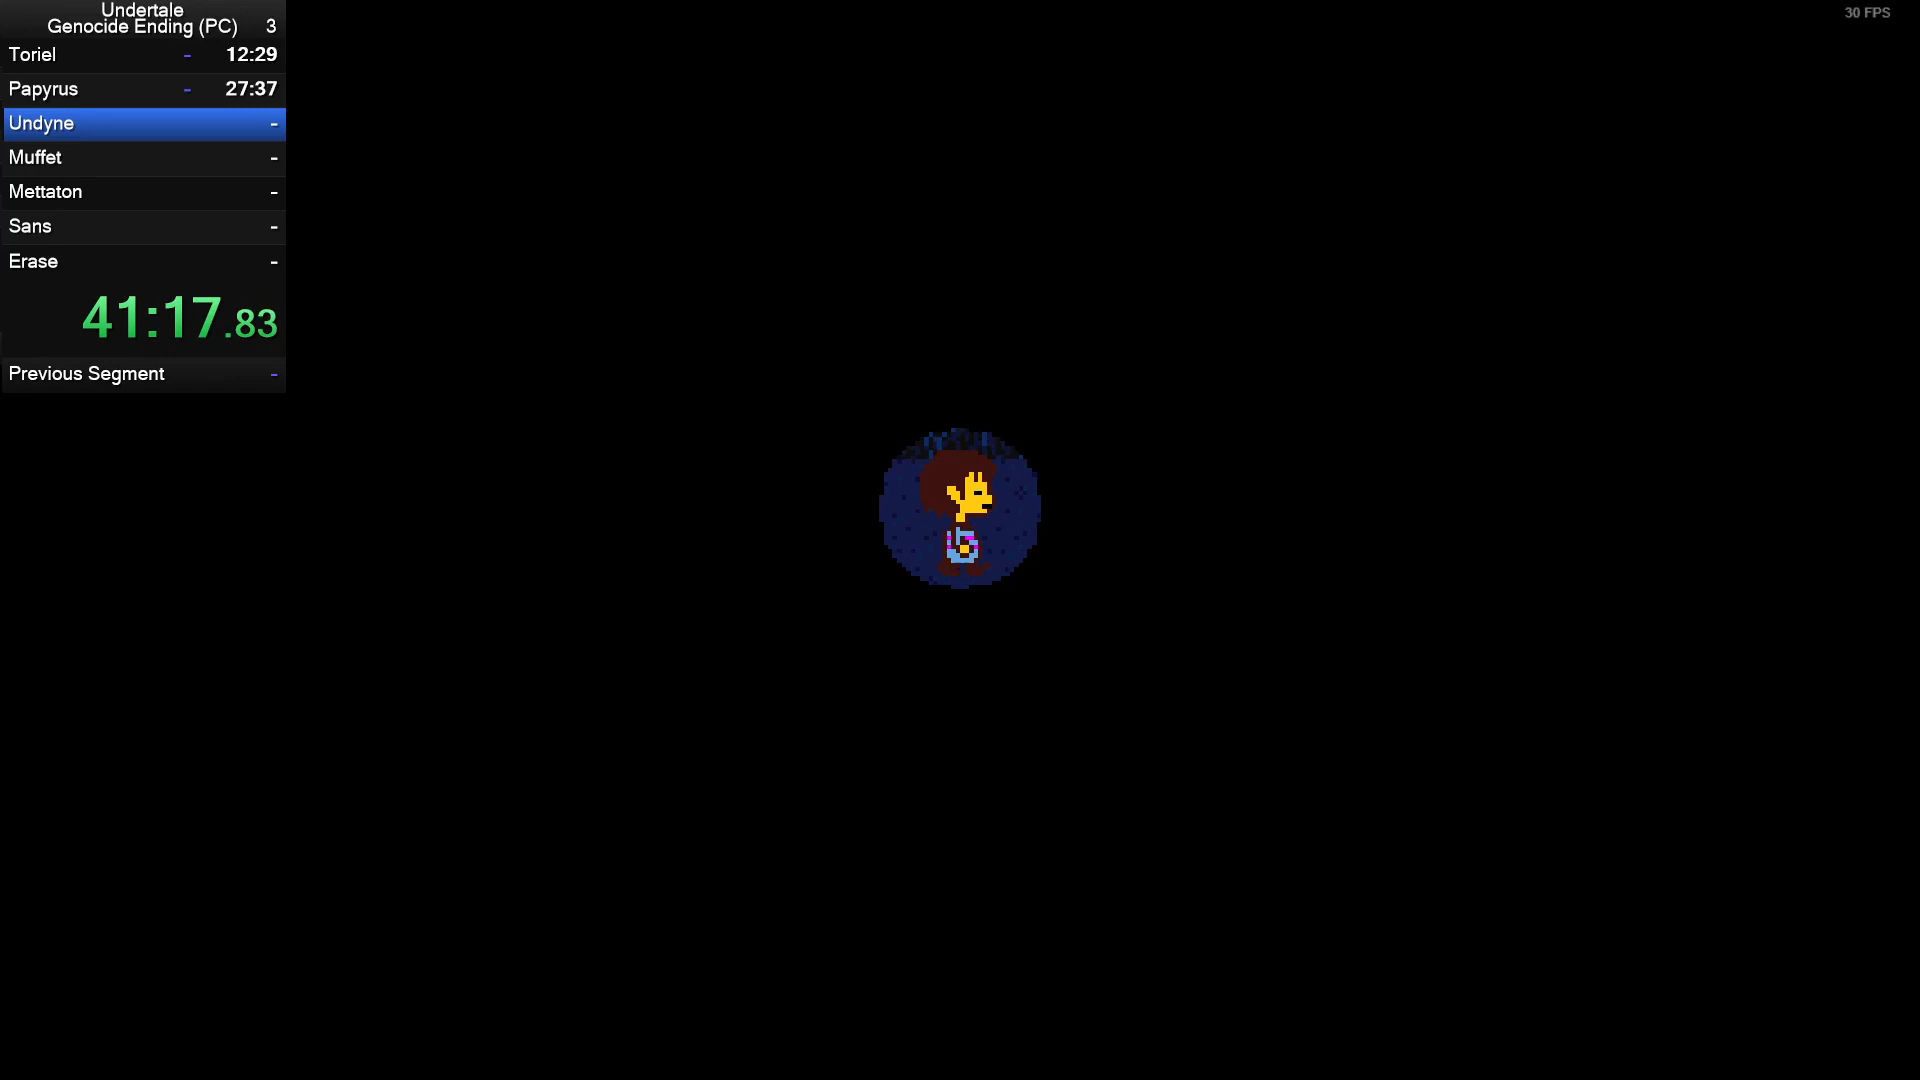 Undertale
Genocide Ending (PC) 3
Toriel - 12:29
Papyrus - 27:37
Undyne -
Muffet -
Mettaton -
Sans -
Erase -
41:17.83
Previous Segment -
30 FPS